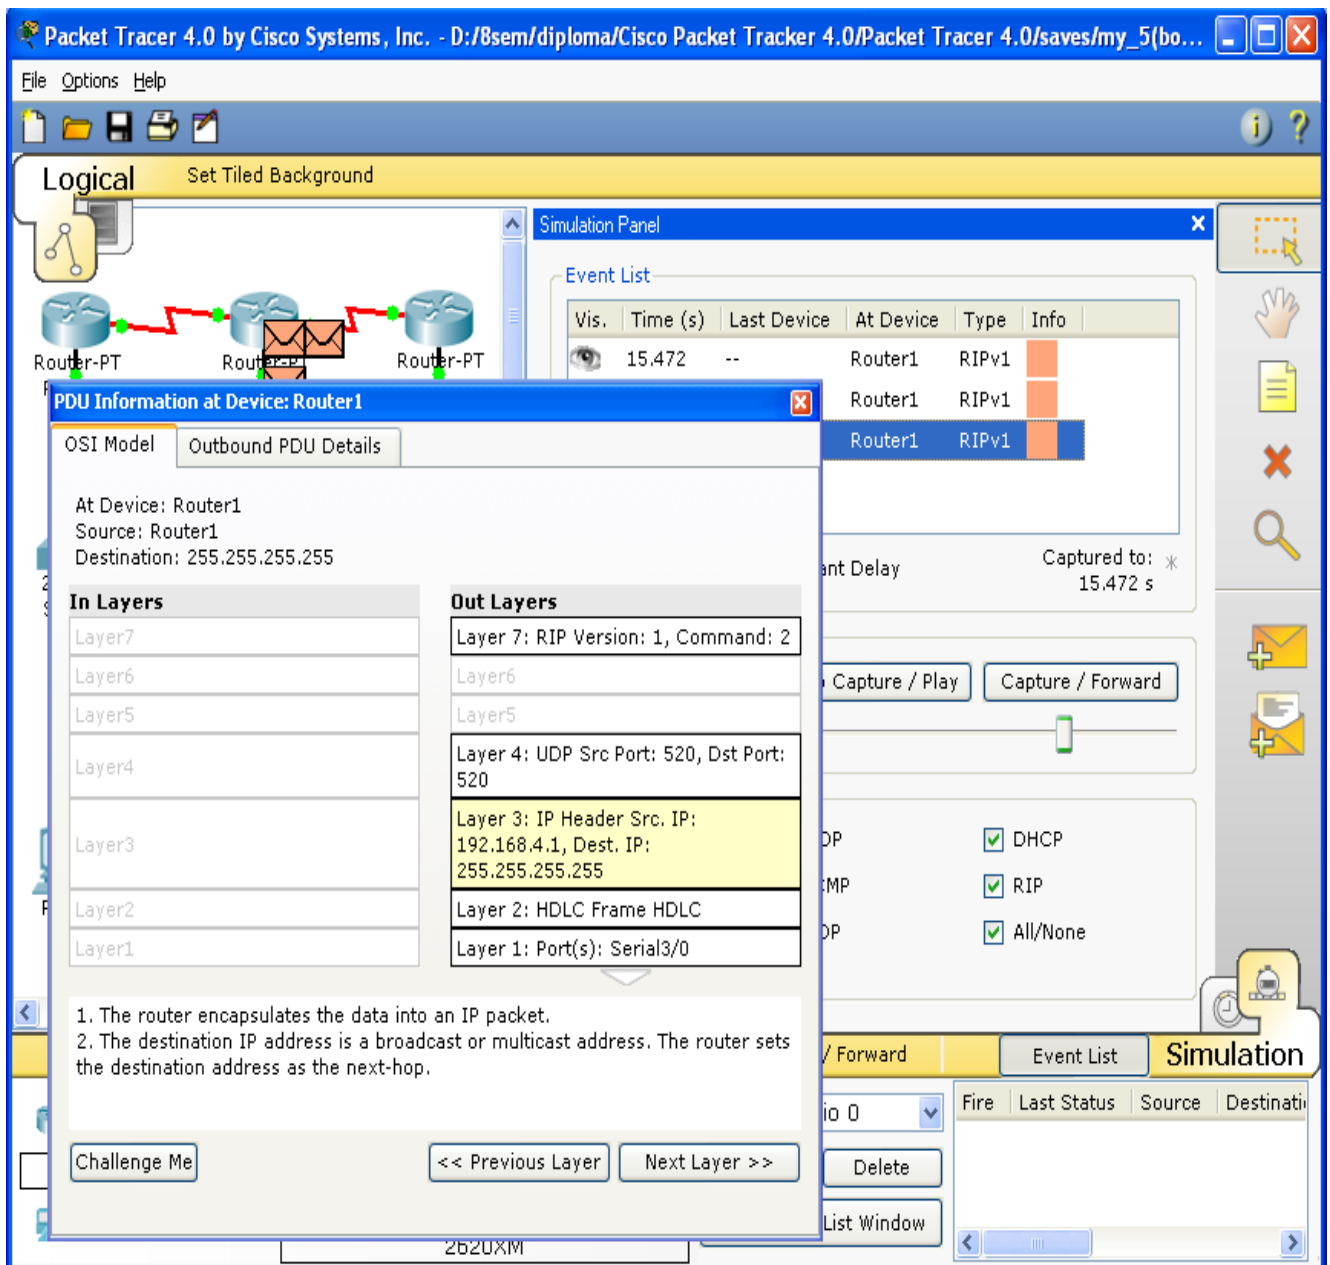 Packet Tracer 4.0 by Cisco Systems, Inc. - D:/8sem/diploma/Cisco Packet Tracker 4.0/Packet Tracer 4.0/saves/my_5(bo...
File Options Help
Logical Set Tiled Background
Simulation Panel
Event List
Vis. Time (s) Last Device At Device Type Info
15.472 -- Router1 RIPv1
Router1 RIPv1
Router1 RIPv1
Router-PT
Router-PT
Router-PT
PDU Information at Device: Router1
OSI Model Outbound PDU Details
At Device: Router1
Source: Router1
Destination: 255.255.255.255
In Layers Out Layers
Layer7 Layer 7: RIP Version: 1, Command: 2
Layer6 Layer6
Layer5 Layer5
Layer4 Layer 4: UDP Src Port: 520, Dst Port:
520
Layer3 Layer 3: IP Header Src. IP:
192.168.4.1, Dest. IP:
255.255.255.255
Layer2 Layer 2: HDLC Frame HDLC
Layer1 Layer 1: Port(s): Serial3/0
1. The router encapsulates the data into an IP packet.
2. The destination IP address is a broadcast or multicast address. The router sets
the destination address as the next-hop.
Challenge Me << Previous Layer Next Layer >>
Delay Captured to: *
15.472 s
Capture / Play Capture / Forward
DHCP
RIP
All/None
/ Forward Event List Simulation
0
Fire Last Status Source Destinati
Delete
List Window
2620XM